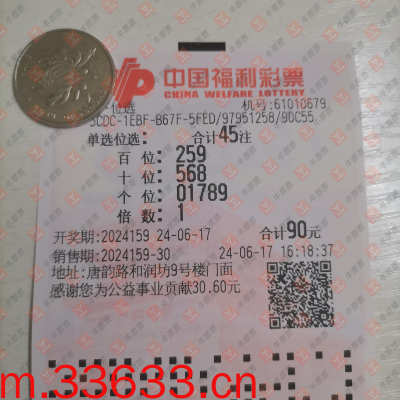 中国福利彩票
CHINA WELFARE LOTTERY
位选 机号:61010679
5CDC-1EBF-B67F-5FED/97951258/90C55
单选位选: 合计45注
百 位: 259
十 位: 568
个 位: 01789
倍 数: 1
开奖期:2024159 24-06-17 合计90元
销售期:2024159-30 24-06-17 16:18:37
地址:唐韵路和润坊9号楼门面
感谢您为公益事业贡献30.60元
m.33633.cn